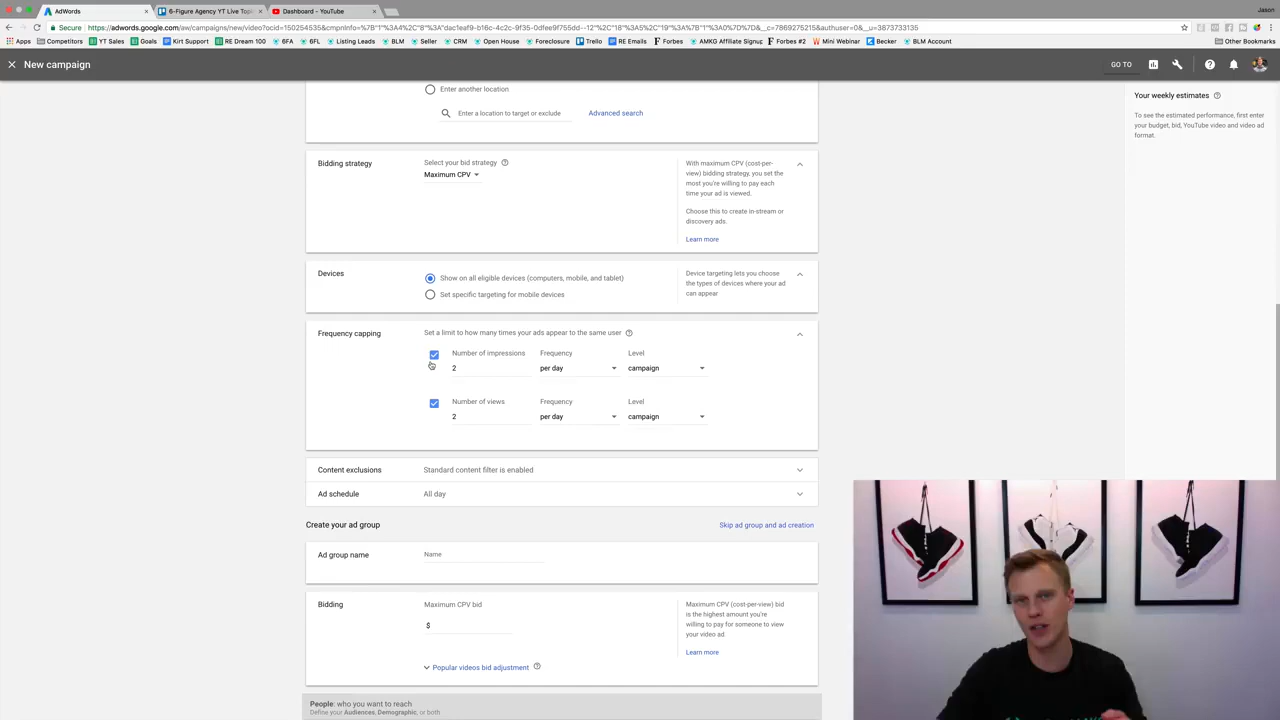 AdWords
6-Figure Agency YT Live Topi
Dashboard - YouTube
Jason
Secure
https://adwords.google.com/aw/campaigns/new/video?ocid=150254535&cmpnInfo=%7B"1"%3A4%2C"8"%3A"dac1eaf9-b16c-4c2c-9f35-0dfee9f755dd--12"%2C"18"%3A5%2C"19"%3A%7B"1"%3A0%7D%7D&__c=7869275215&authuser=0&__u=3873733135
Apps
Competitors
YT Sales
Goals
Kirt Support
RE Dream 100
6FA
6FL
Listing Leads
BLM
Seller
CRM
Open House
Foreclosure
Trello
RE Emails
Forbes
AMKG Affiliate Signup
Forbes #2
Mini Webinar
Becker
BLM Account
Other Bookmarks
New campaign
GO TO
Enter another location
Enter a location to target or exclude
Advanced search
Your weekly estimates
To see the estimated performance, first enter
your budget, bid, YouTube video and video ad
format.
Bidding strategy
Select your bid strategy
Maximum CPV
With maximum CPV (cost-per-
view) bidding strategy, you set the
most you're willing to pay each
time your ad is viewed.
Choose this to create in-stream or
discovery ads.
Learn more
Devices
Show on all eligible devices (computers, mobile, and tablet)
Set specific targeting for mobile devices
Device targeting lets you choose
the types of devices where your ad
can appear
Frequency capping
Set a limit to how many times your ads appear to the same user
Number of impressions
Frequency
Level
2
per day
campaign
Number of views
Frequency
Level
2
per day
campaign
Content exclusions
Standard content filter is enabled
Ad schedule
All day
Create your ad group
Skip ad group and ad creation
Ad group name
Name
Bidding
Maximum CPV bid
$
Popular videos bid adjustment
Maximum CPV (cost-per-view) bid
is the highest amount you're
willing to pay for someone to view
your video ad
Learn more
People: who you want to reach
Define your Audiences, Demographic, or both